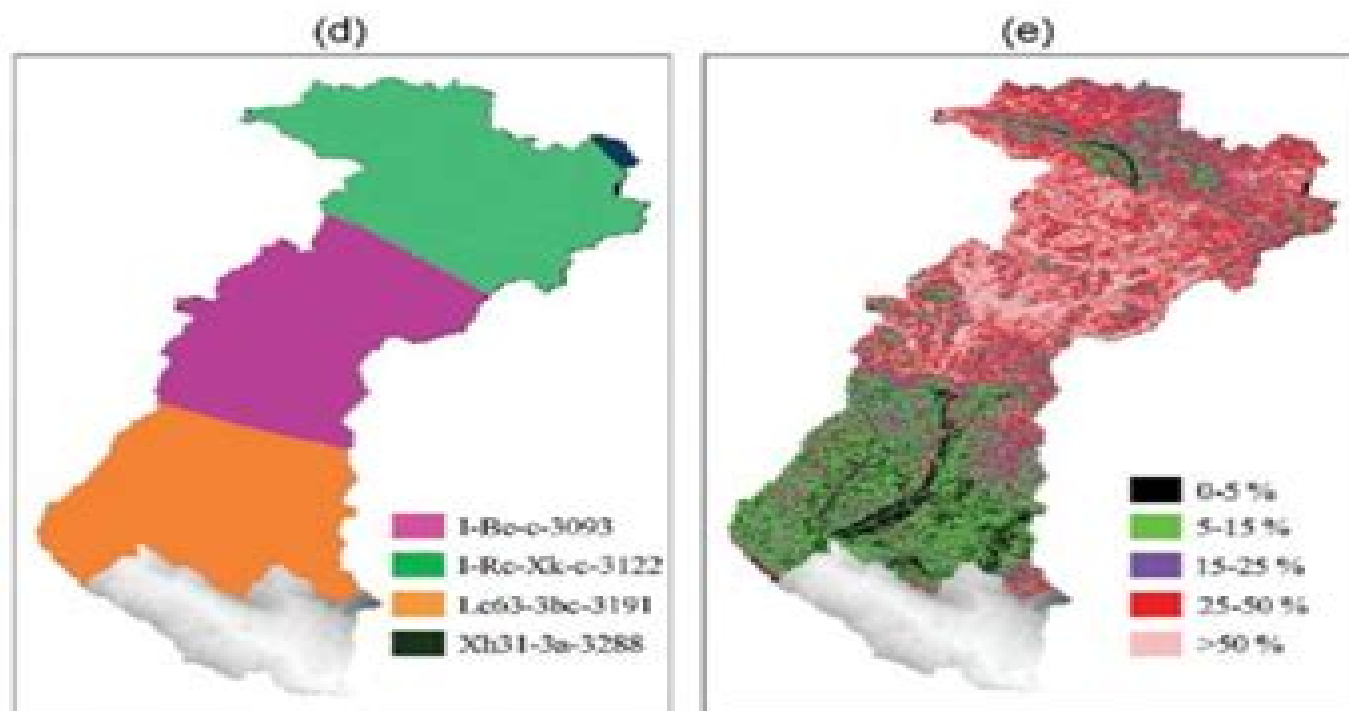 (d)
(e)
I-Be-c-3093
I-Rc-Xk-c-3122
Lc63-3bc-3191
Xh31-3a-3288
0-5 %
5-15 %
15-25 %
25-50 %
>50 %